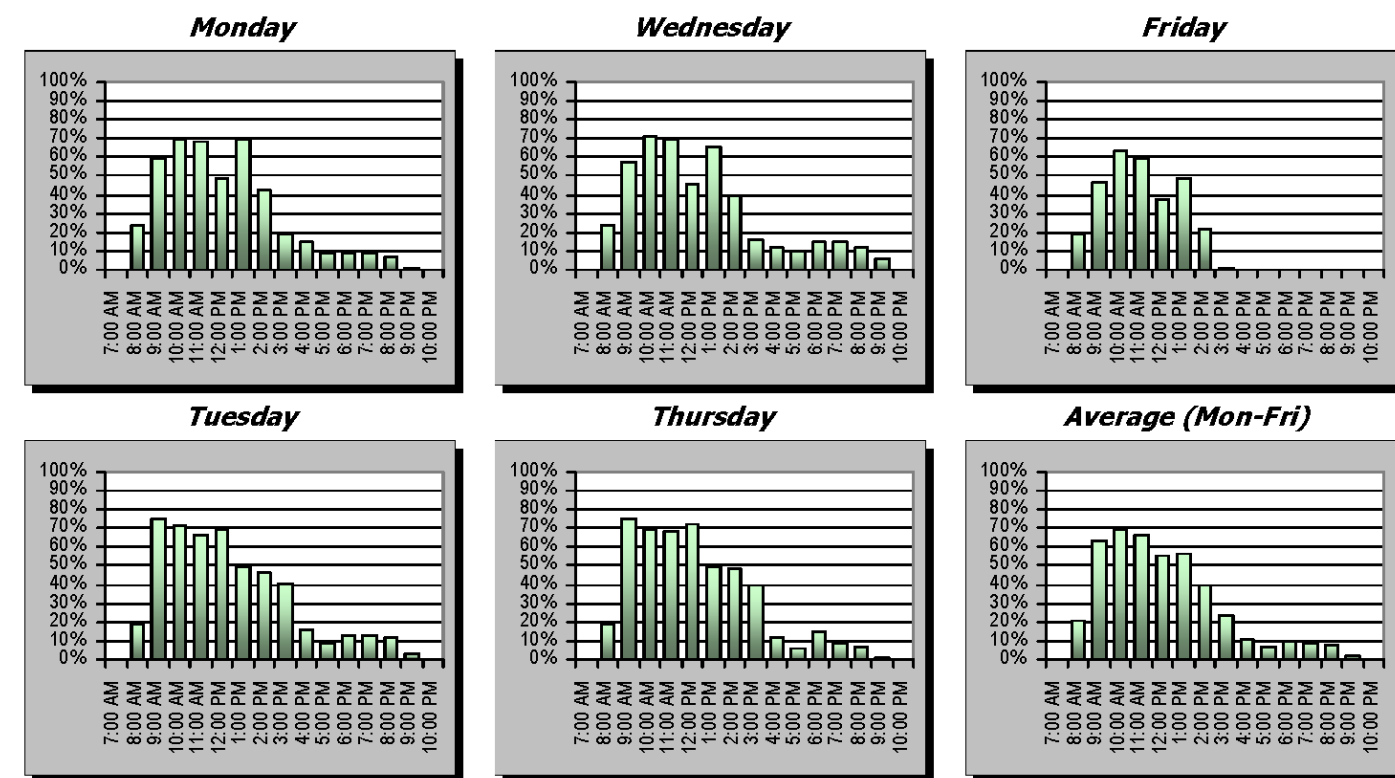 Monday
100%
90%
80%
70%
60%
50%
40%
30%
20%
10%
0%
7:00 AM
8:00 AM
9:00 AM
10:00 AM
11:00 AM
12:00 PM
1:00 PM
2:00 PM
3:00 PM
4:00 PM
5:00 PM
6:00 PM
7:00 PM
8:00 PM
9:00 PM
10:00 PM
Wednesday
100%
90%
80%
70%
60%
50%
40%
30%
20%
10%
0%
7:00 AM
8:00 AM
9:00 AM
10:00 AM
11:00 AM
12:00 PM
1:00 PM
2:00 PM
3:00 PM
4:00 PM
5:00 PM
6:00 PM
7:00 PM
8:00 PM
9:00 PM
10:00 PM
Friday
100%
90%
80%
70%
60%
50%
40%
30%
20%
10%
0%
7:00 AM
8:00 AM
9:00 AM
10:00 AM
11:00 AM
12:00 PM
1:00 PM
2:00 PM
3:00 PM
4:00 PM
5:00 PM
6:00 PM
7:00 PM
8:00 PM
9:00 PM
10:00 PM
Tuesday
100%
90%
80%
70%
60%
50%
40%
30%
20%
10%
0%
7:00 AM
8:00 AM
9:00 AM
10:00 AM
11:00 AM
12:00 PM
1:00 PM
2:00 PM
3:00 PM
4:00 PM
5:00 PM
6:00 PM
7:00 PM
8:00 PM
9:00 PM
10:00 PM
Thursday
100%
90%
80%
70%
60%
50%
40%
30%
20%
10%
0%
7:00 AM
8:00 AM
9:00 AM
10:00 AM
11:00 AM
12:00 PM
1:00 PM
2:00 PM
3:00 PM
4:00 PM
5:00 PM
6:00 PM
7:00 PM
8:00 PM
9:00 PM
10:00 PM
Average (Mon-Fri)
100%
90%
80%
70%
60%
50%
40%
30%
20%
10%
0%
7:00 AM
8:00 AM
9:00 AM
10:00 AM
11:00 AM
12:00 PM
1:00 PM
2:00 PM
3:00 PM
4:00 PM
5:00 PM
6:00 PM
7:00 PM
8:00 PM
9:00 PM
10:00 PM